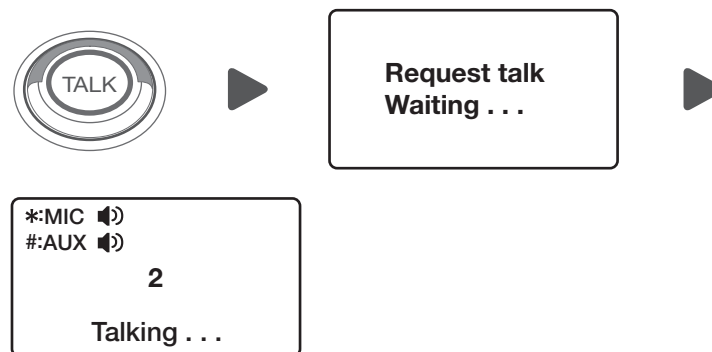 TALK
Request talk
Waiting . . .
*:MIC
#:AUX
2
Talking . . .